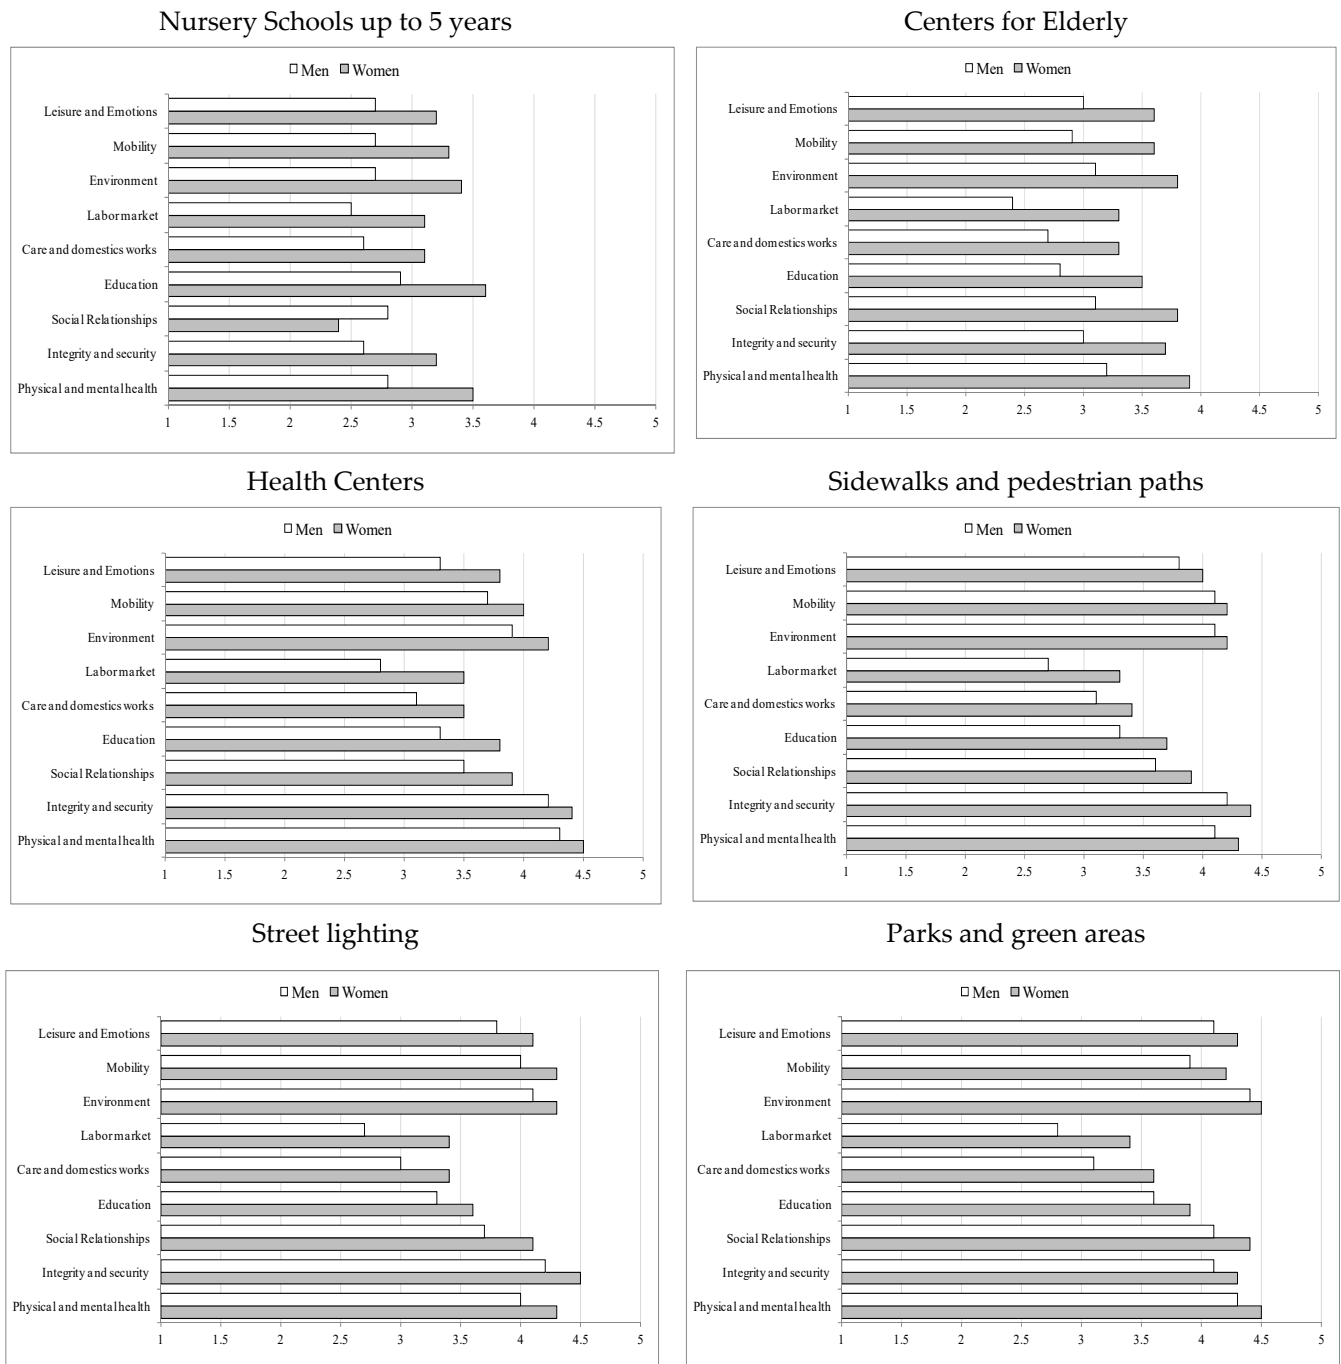 Nursery Schools up to 5 years
Men Women
Leisure and Emotions
Mobility
Environment
Labor market
Care and domestics works
Education
Social Relationships
Integrity and security
Physical and mental health
1 1.5 2 2.5 3 3.5 4 4.5 5
Centers for Elderly
Men Women
Leisure and Emotions
Mobility
Environment
Labor market
Care and domestics works
Education
Social Relationships
Integrity and security
Physical and mental health
1 1.5 2 2.5 3 3.5 4 4.5 5
Health Centers
Men Women
Leisure and Emotions
Mobility
Environment
Labor market
Care and domestics works
Education
Social Relationships
Integrity and security
Physical and mental health
1 1.5 2 2.5 3 3.5 4 4.5 5
Sidewalks and pedestrian paths
Men Women
Leisure and Emotions
Mobility
Environment
Labor market
Care and domestics works
Education
Social Relationships
Integrity and security
Physical and mental health
1 1.5 2 2.5 3 3.5 4 4.5 5
Street lighting
Men Women
Leisure and Emotions
Mobility
Environment
Labor market
Care and domestics works
Education
Social Relationships
Integrity and security
Physical and mental health
1 1.5 2 2.5 3 3.5 4 4.5 5
Parks and green areas
Men Women
Leisure and Emotions
Mobility
Environment
Labor market
Care and domestics works
Education
Social Relationships
Integrity and security
Physical and mental health
1 1.5 2 2.5 3 3.5 4 4.5 5